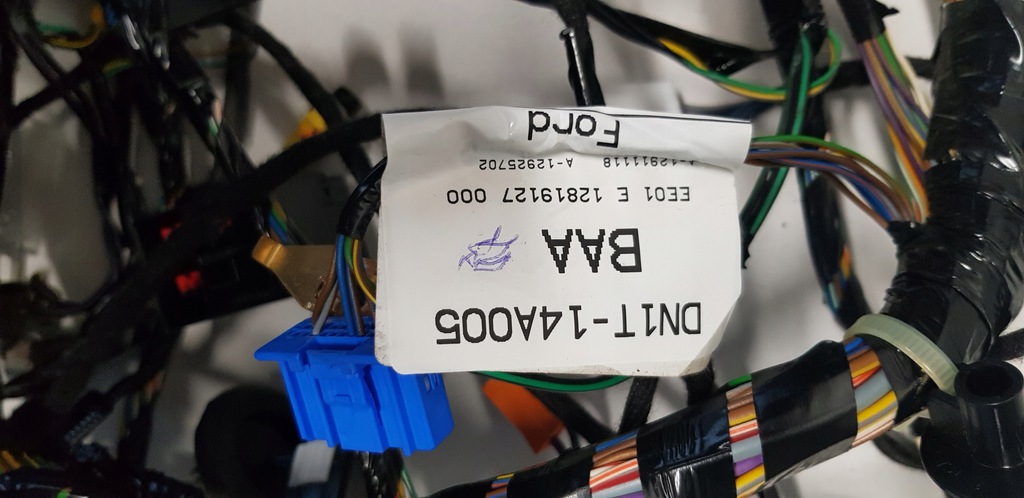 DN1T-14A005
BAA
EE01 E 12819127 000
A-12911118 A-12925702
Ford